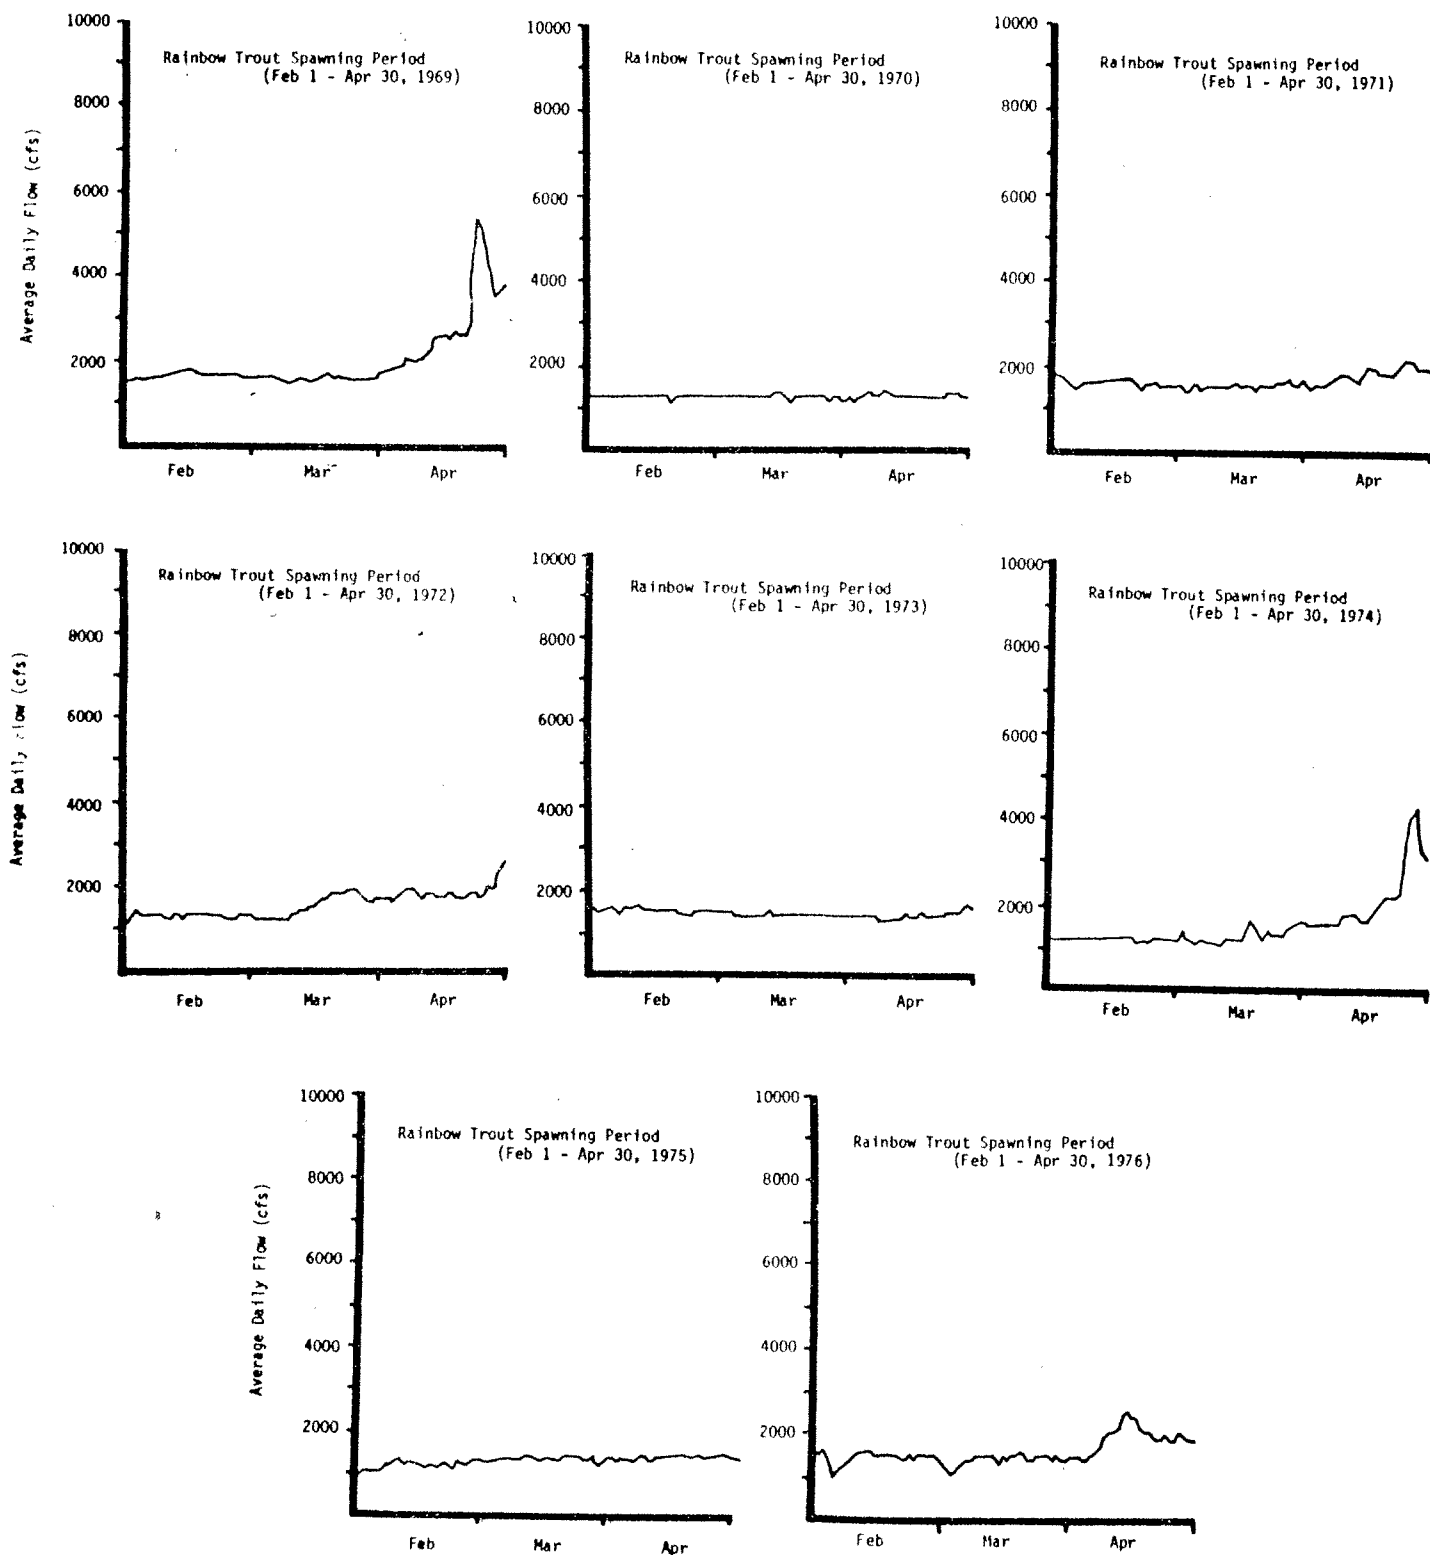 10000
Rainbow Trout Spawning Period
(Feb 1 - Apr 30, 1969)
8000
6000
4000
2000
Average Daily Flow (cfs)
Feb Mar Apr
10000
Rainbow Trout Spawning Period
(Feb 1 - Apr 30, 1970)
8000
6000
4000
2000
Feb Mar Apr
10000
Rainbow Trout Spawning Period
(Feb 1 - Apr 30, 1971)
8000
6000
4000
2000
Feb Mar Apr
10000
Rainbow Trout Spawning Period
(Feb 1 - Apr 30, 1972)
8000
6000
4000
2000
Average Daily Flow (cfs)
Feb Mar Apr
10000
Rainbow Trout Spawning Period
(Feb 1 - Apr 30, 1973)
8000
6000
4000
2000
Feb Mar Apr
10000
Rainbow Trout Spawning Period
(Feb 1 - Apr 30, 1974)
8000
6000
4000
2000
Feb Mar Apr
10000
Rainbow Trout Spawning Period
(Feb 1 - Apr 30, 1975)
8000
6000
4000
2000
Average Daily Flow (cfs)
Feb Mar Apr
10000
Rainbow Trout Spawning Period
(Feb 1 - Apr 30, 1976)
8000
6000
4000
2000
Feb Mar Apr